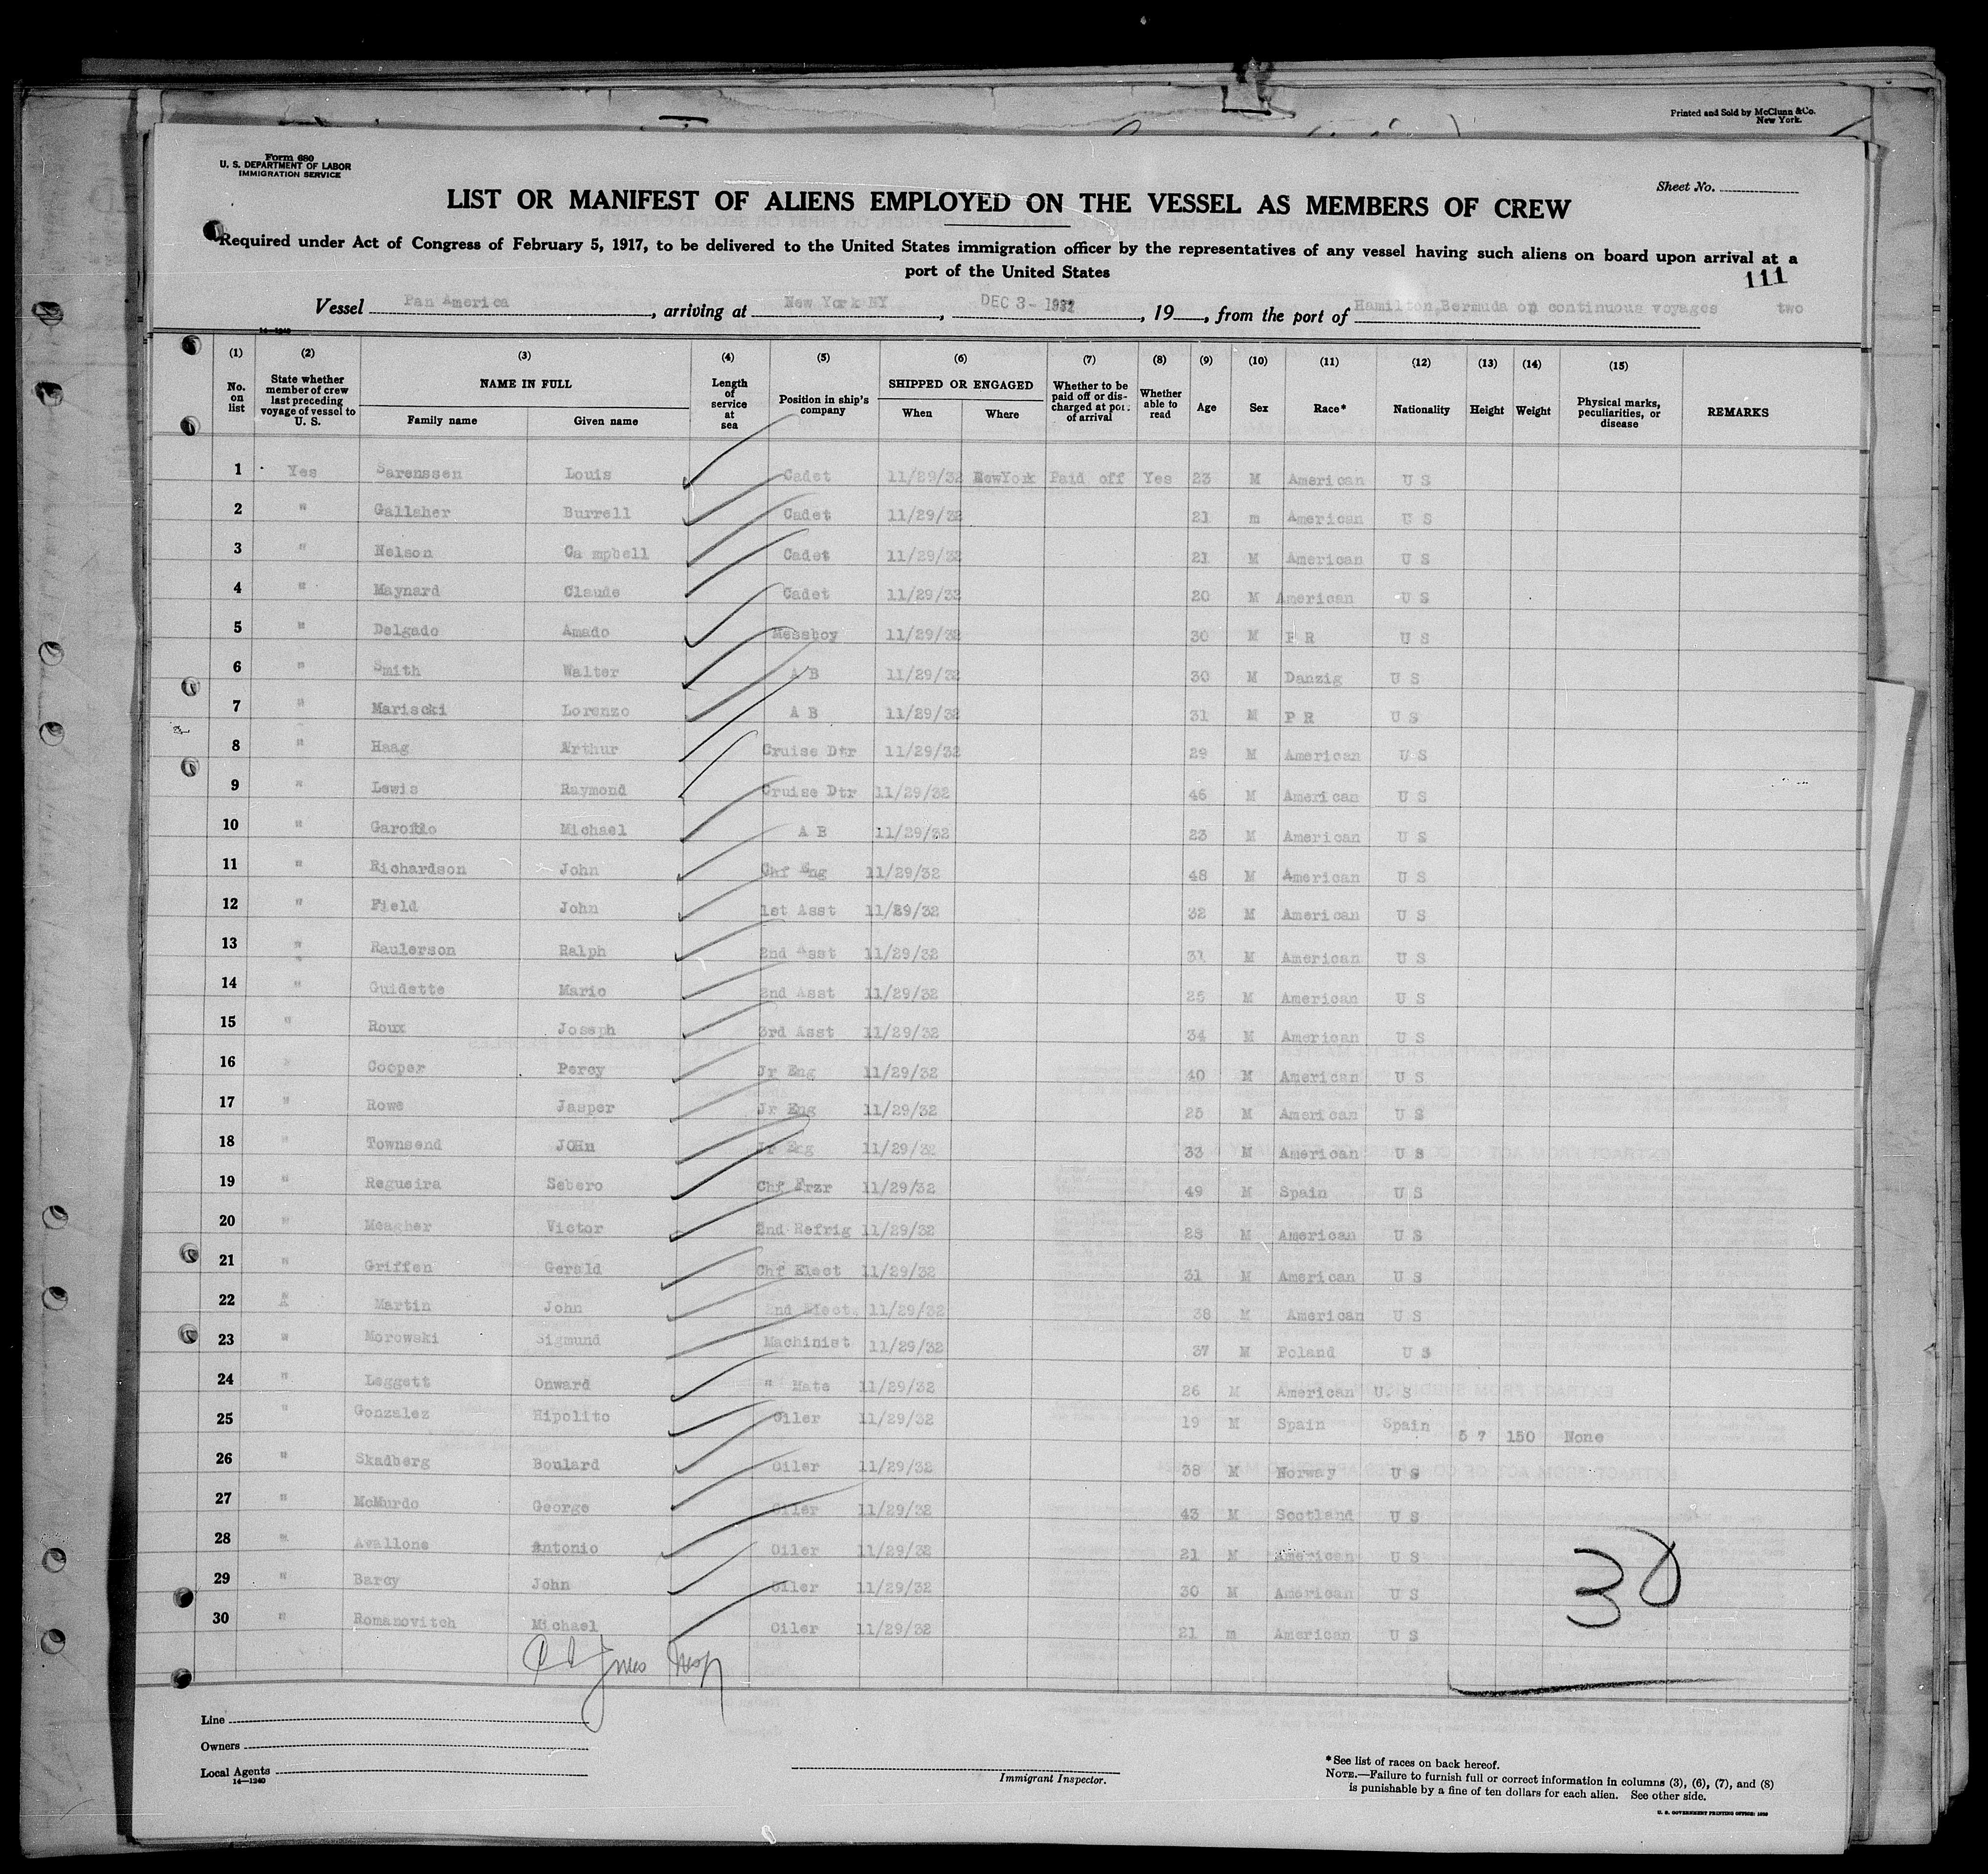 Printed and Sold by McClunn & Co.
New York.
Form 680
U. S. DEPARTMENT OF LABOR
IMMIGRATION SERVICE
Sheet No.
LIST OR MANIFEST OF ALIENS EMPLOYED ON THE VESSEL AS MEMBERS OF CREW
Required under Act of Congress of February 5, 1917, to be delivered to the United States immigration officer by the representatives of any vessel having such aliens on board upon arrival at a
port of the United States
111
Vessel Pan America, arriving at New York NY, DEC 3 - 1932, 19, from the port of Hamilton, Bermuda on continuous voyages two
14—1240
(1) (2) (3) (4) (5) (6) (7) (8) (9) (10) (11) (12) (13) (14) (15)
No. on list State whether member of crew last preceding voyage of vessel to U. S. NAME IN FULL Family name Given name Length of service at sea Position in ship's company SHIPPED OR ENGAGED When Where Whether to be paid off or discharged at port of arrival Whether able to read Age Sex Race* Nationality Height Weight Physical marks, peculiarities, or disease REMARKS
1 Yes Sarenssen Louis Cadet 11/29/32 NewYork Paid off Yes 23 M American U S
2 " Gallaher Burrell Cadet 11/29/32 21 m American U S
3 " Nelson Ca mpbell Cadet 11/29/32 21 M American U S
4 " Maynard Claude Cadet 11/29/32 20 M American U S
5 " Delgado Amado Messboy 11/29/32 30 M P R U S
6 " Smith Walter A B 11/29/32 30 M Danzig U S
7 " Mariscki Lorenzo A B 11/29/32 31 M P R U S
8 " Haag Arthur Cruise Dtr 11/29/32 29 M American U S
9 " Lewis Raymond Cruise Dtr 11/29/32 46 M American U S
10 " Michael A B 11/29/32 23 M American U S
11 " Richardson John Chf Eng 11/29/32 48 M American U S
12 " Field John 1st Asst 11/29/32 32 M American U S
13 " Raulerson Ralph 2nd Asst 11/29/32 31 M American U S
14 " Guidette Mario 2nd Asst 11/29/32 25 M American U S
15 " Roux Joseph 3rd Asst 11/29/32 34 M American U S
16 " Cooper Percy Jr Eng 11/29/32 40 M American U S
17 " Rowe Jasper Jr Eng 11/29/32 25 M American U S
18 " Townsend JOHn Jr Eng 11/29/32 33 M American U S
19 " Regueira Sebero Chf Frzr 11/29/32 49 M Spain U S
20 " Meagher Victor 2nd Refrig 11/29/32 28 M American U S
21 " Griffen Gerald Chf Elect 11/29/32 31 M American U S
22 " Martin John 2nd Elect. 11/29/32 38 M American U S
23 " Morowski Sigmund Machinist 11/29/32 37 M Poland U S
24 " Leggett Onward " Mate 11/29/32 26 M American U. S
25 " Gonzalez Hipolito Oiler 11/29/32 19 M Spain Spain 5 7 150 None
26 " Skadberg Boulard Oiler 11/29/32 38 M Norway U S
27 " McMurdo George Oiler 11/29/32 43 M Scotland U S
28 " Avallone Antonio Oiler 11/29/32 21 M American U S
29 " Barcy John Oiler 11/29/32 30 M American U S
30 " Romanovitch Michael Oiler 11/29/32 21 m American U S
Line
Owners
Local Agents
14—1240
Immigrant Inspector.
*See list of races on back hereof.
NOTE.—Failure to furnish full or correct information in columns (3), (6), (7), and (8)
is punishable by a fine of ten dollars for each alien. See other side.